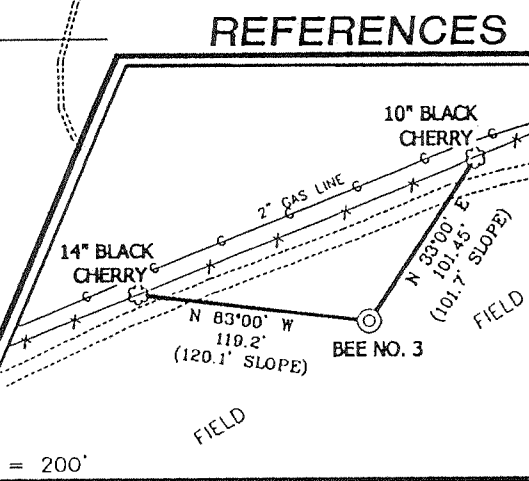 REFERENCES
10" BLACK
CHERRY
G
G
2" GAS LINE
G
G
14" BLACK
CHERRY
G
G
N 33°00' E
101.45'
(101.7' SLOPE)
FIELD
N 83°00' W
119.2'
(120.1' SLOPE)
BEE NO. 3
FIELD
= 200'